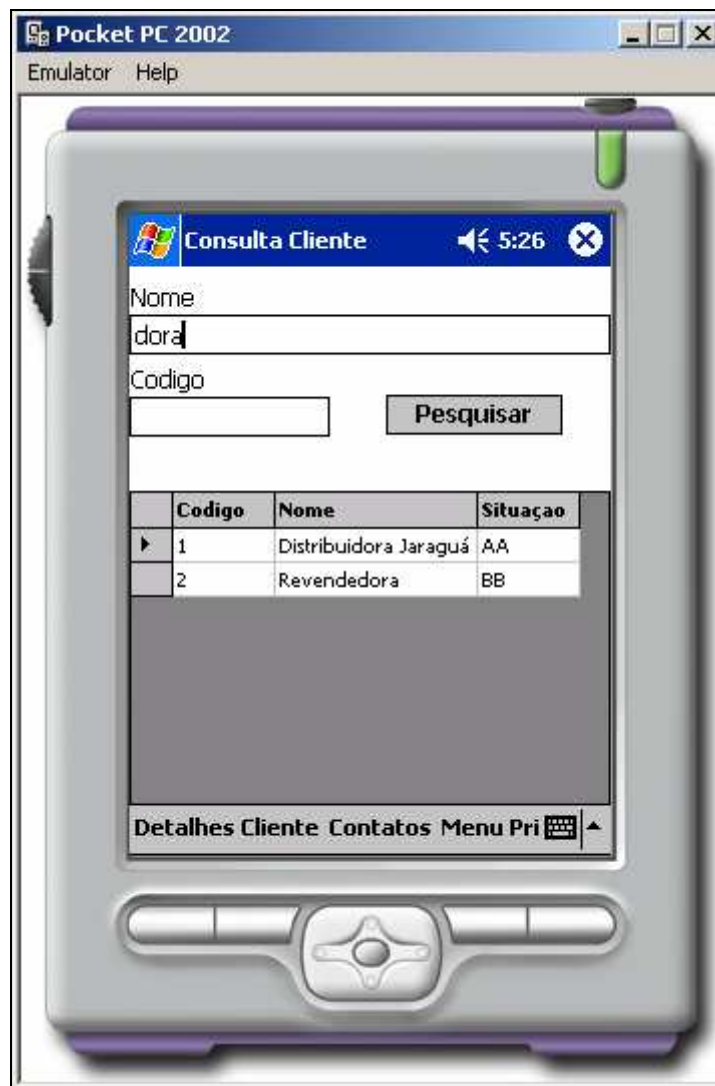 Pocket PC 2002
Emulator Help
Consulta Cliente 5:26
Nome
dora
Codigo
Pesquisar
Codigo Nome Situaçao
1 Distribuidora Jaraguá AA
2 Revendedora BB
Detalhes Cliente Contatos Menu Pri